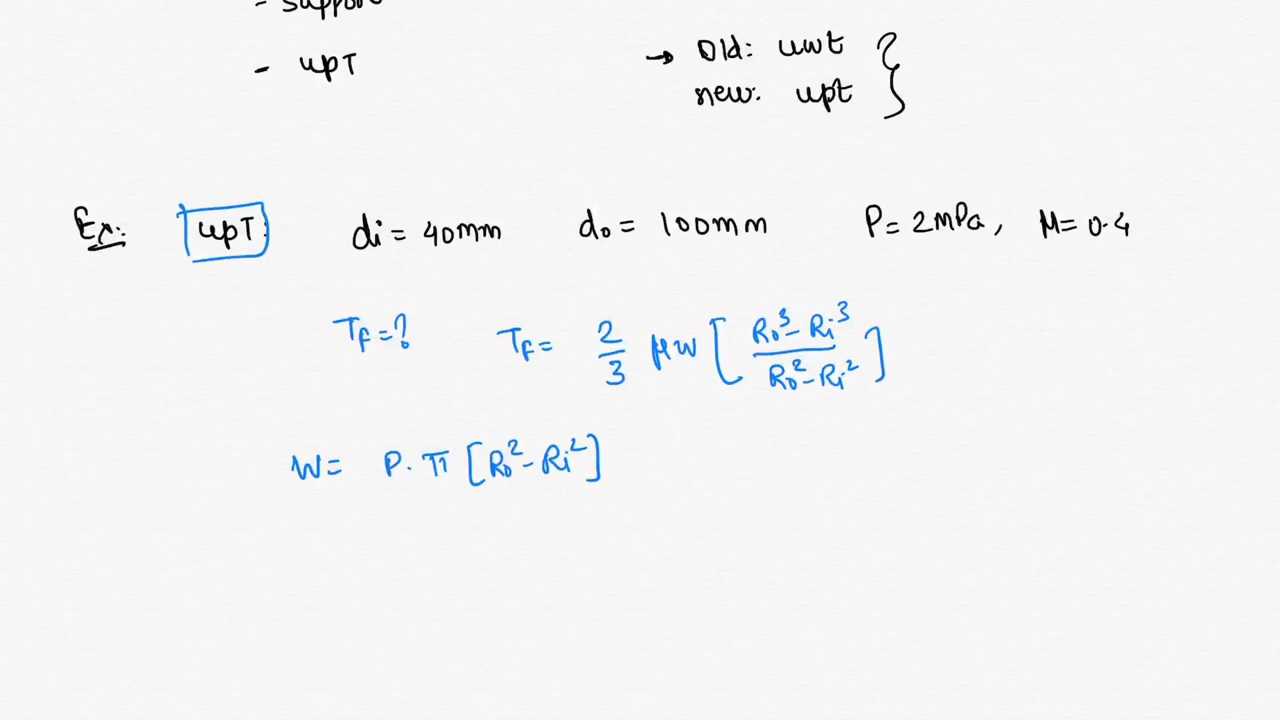 - support
- upT
→ Old: uwt
new: upt
Ex: upT di = 40mm do = 100mm P = 2mPa, μ = 0.4
Tf = ? Tf = 2/3 μw [ Ro³ - Ri³ / Ro² - Ri² ]
W = P. π [Ro² - Ri²]